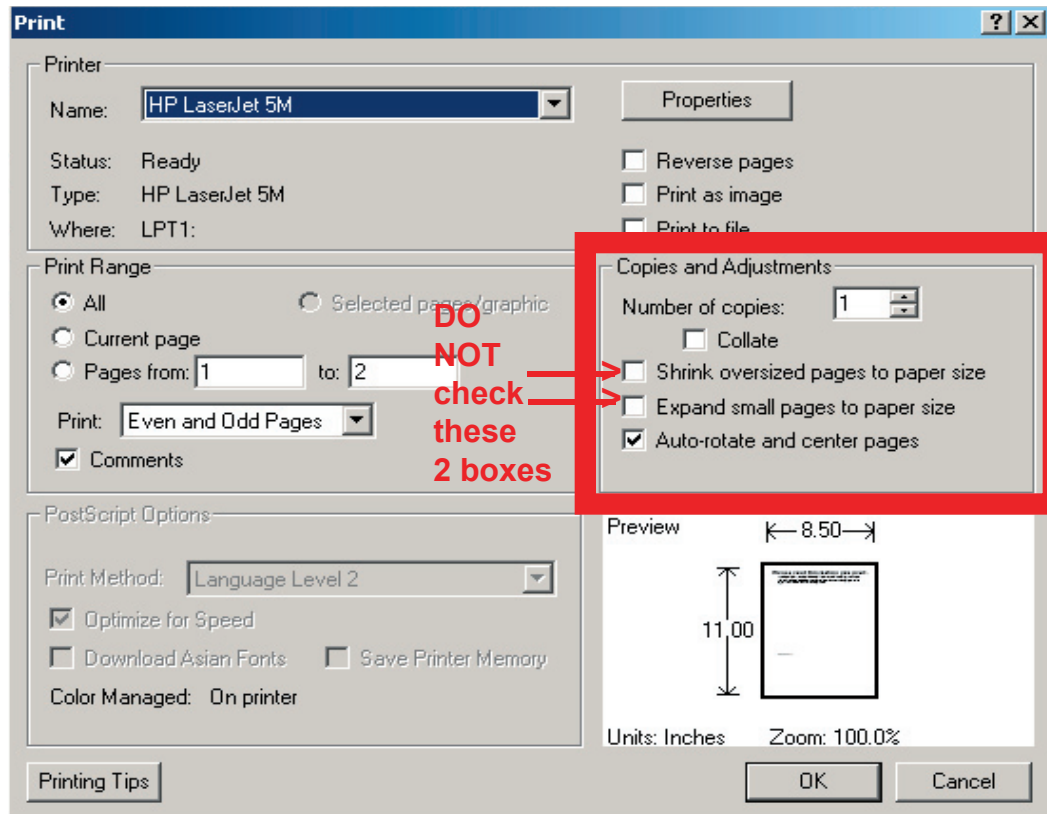 Print
Printer
Name: HP LaserJet 5M
Properties
Status: Ready
Type: HP LaserJet 5M
Where: LPT1:
Reverse pages
Print as image
Print to file
Print Range
All
Selected pages/graphic
Current page
Pages from: 1 to: 2
Print: Even and Odd Pages
Comments
DO
NOT
check
these
2 boxes
Copies and Adjustments
Number of copies: 1
Collate
Shrink oversized pages to paper size
Expand small pages to paper size
Auto-rotate and center pages
PostScript Options
Print Method: Language Level 2
Optimize for Speed
Download Asian Fonts
Save Printer Memory
Color Managed: On printer
Preview
8.50
11.00
Units: Inches Zoom: 100.0%
Printing Tips
OK
Cancel